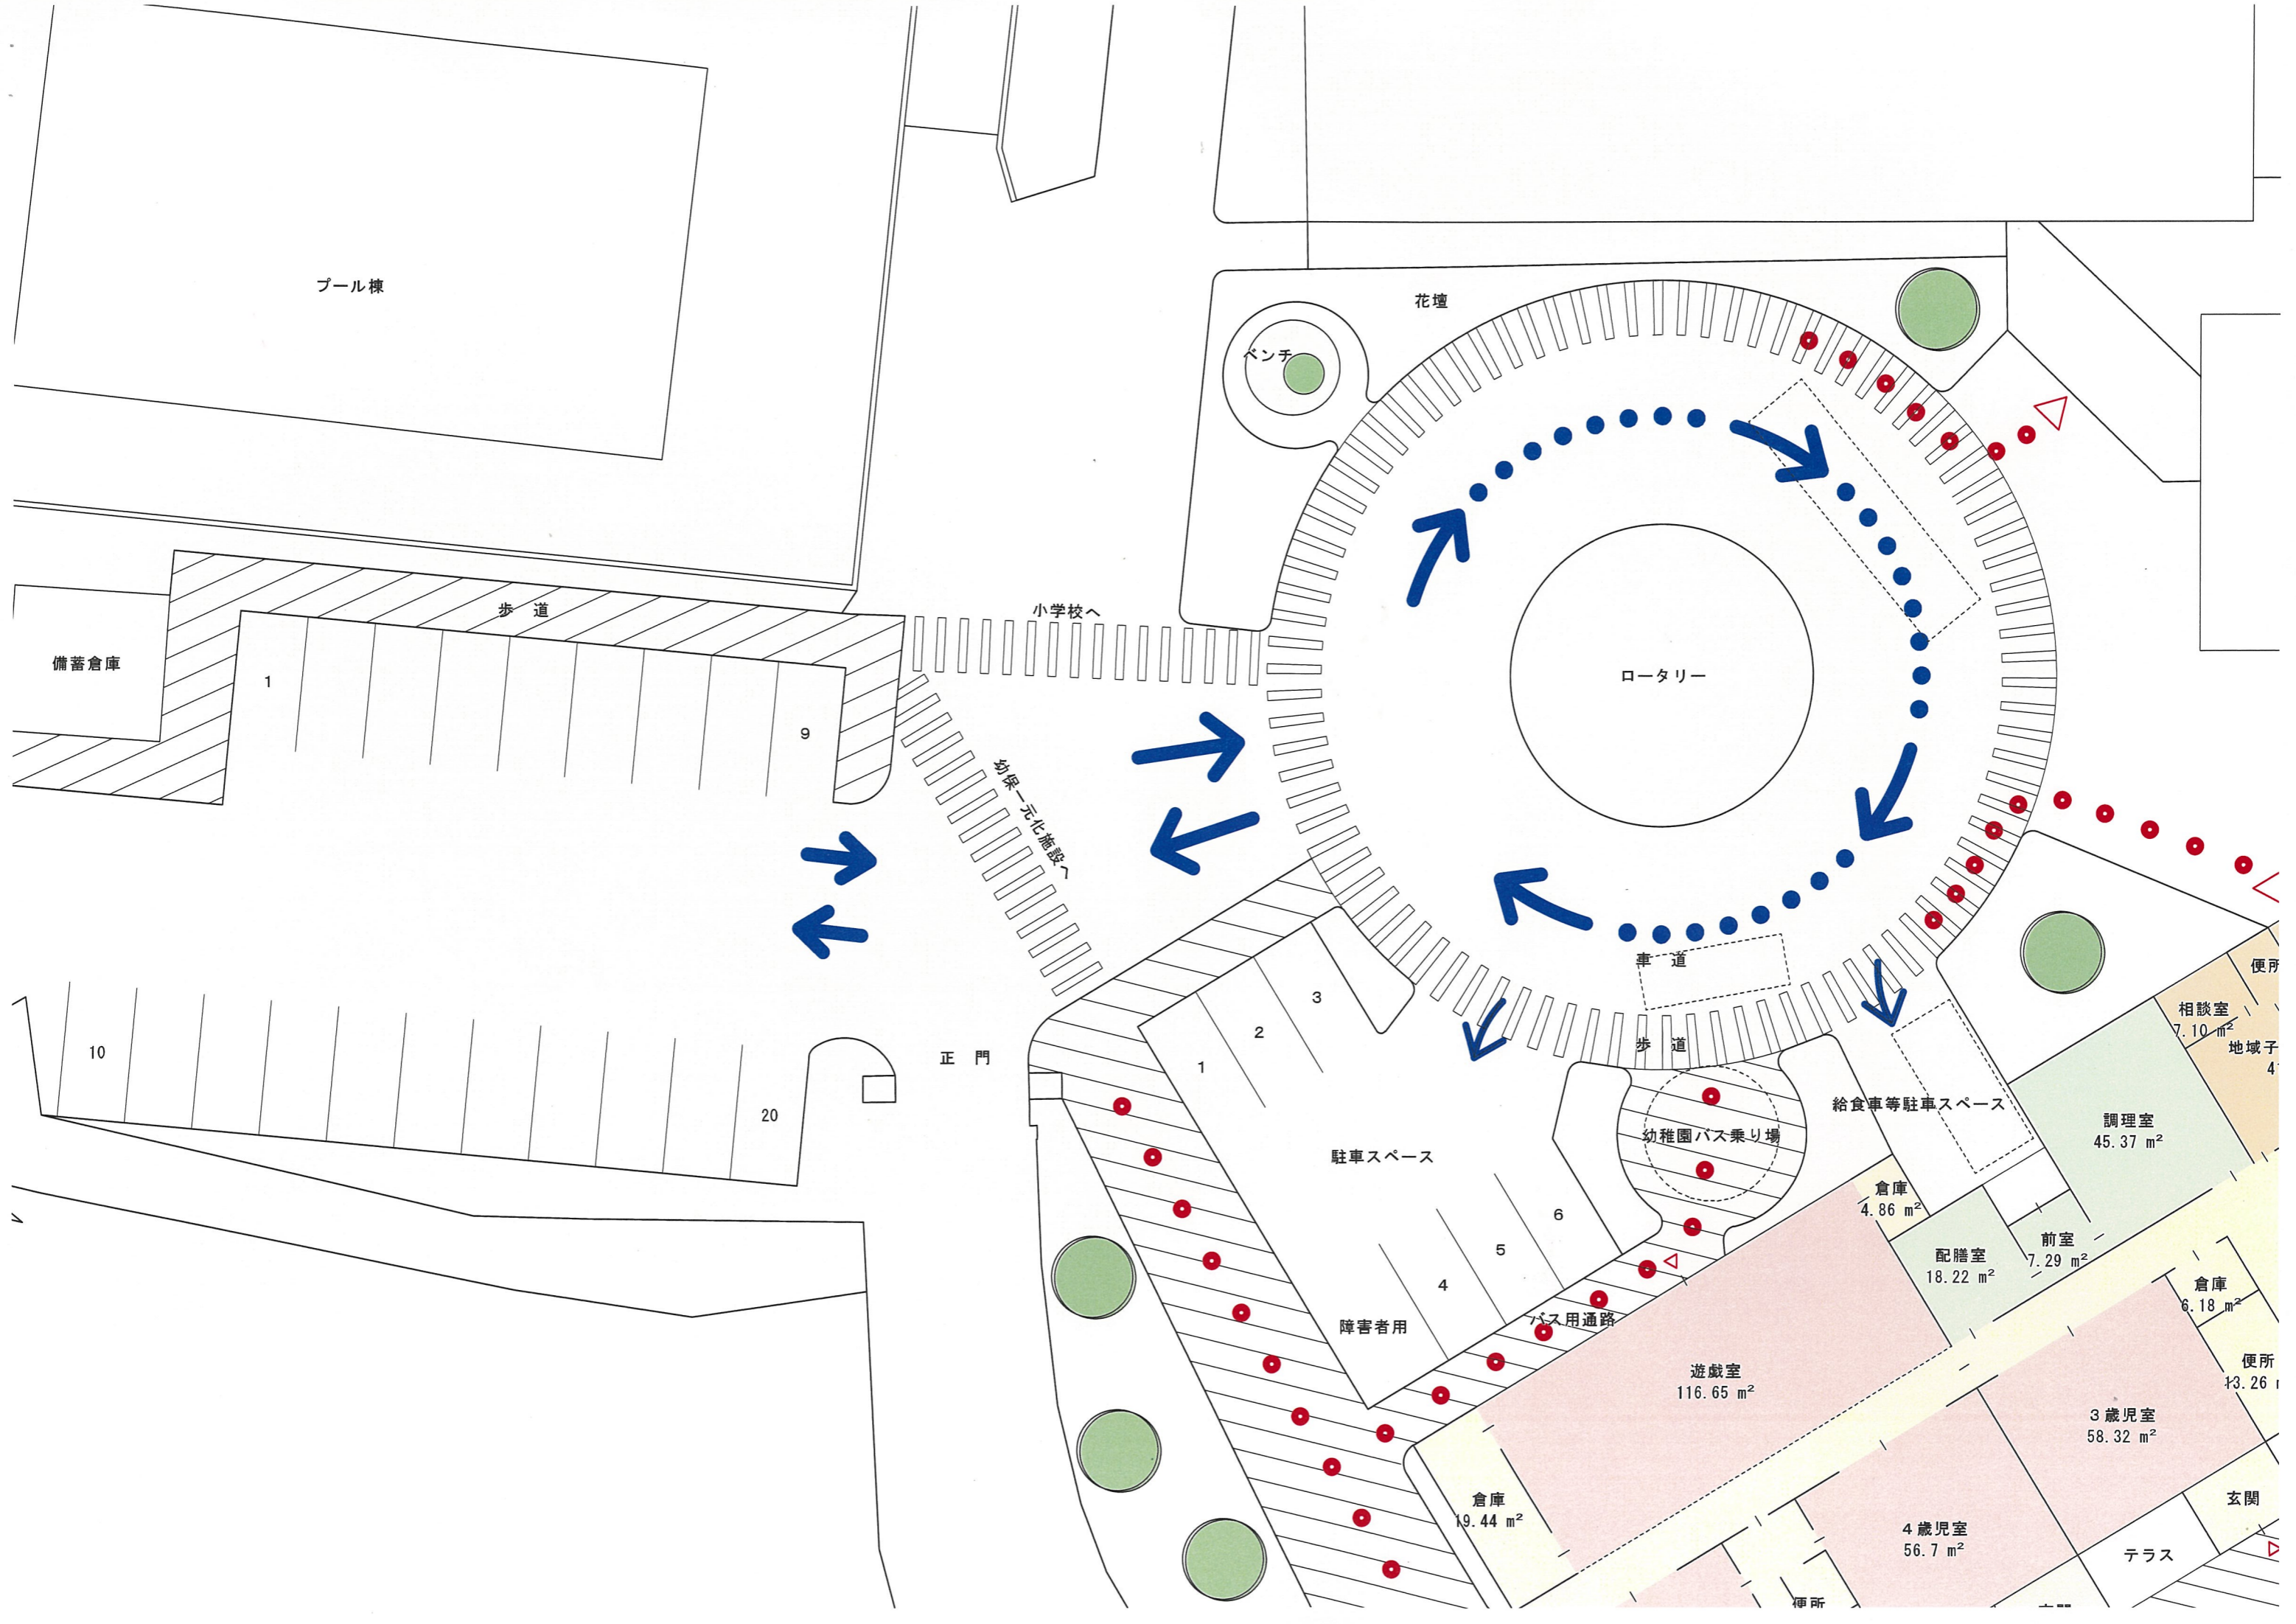 プール棟
花壇
ベンチ
歩 道
小学校へ
備蓄倉庫
1
9
ロータリー
幼保一元化施設へ
車 道
歩 道
3
2
1
10
20
正 門
駐車スペース
幼稚園バス乗り場
給食車等駐車スペース
6
5
4
障害者用
バス用通路
便所
相談室
7.10 m²
地域子
調理室
45.37 m²
倉庫
4.86 m²
配膳室
18.22 m²
前室
7.29 m²
倉庫
6.18 m²
便所
13.26
遊戯室
116.65 m²
3歳児室
58.32 m²
倉庫
19.44 m²
4歳児室
56.7 m²
玄関
テラス
便所